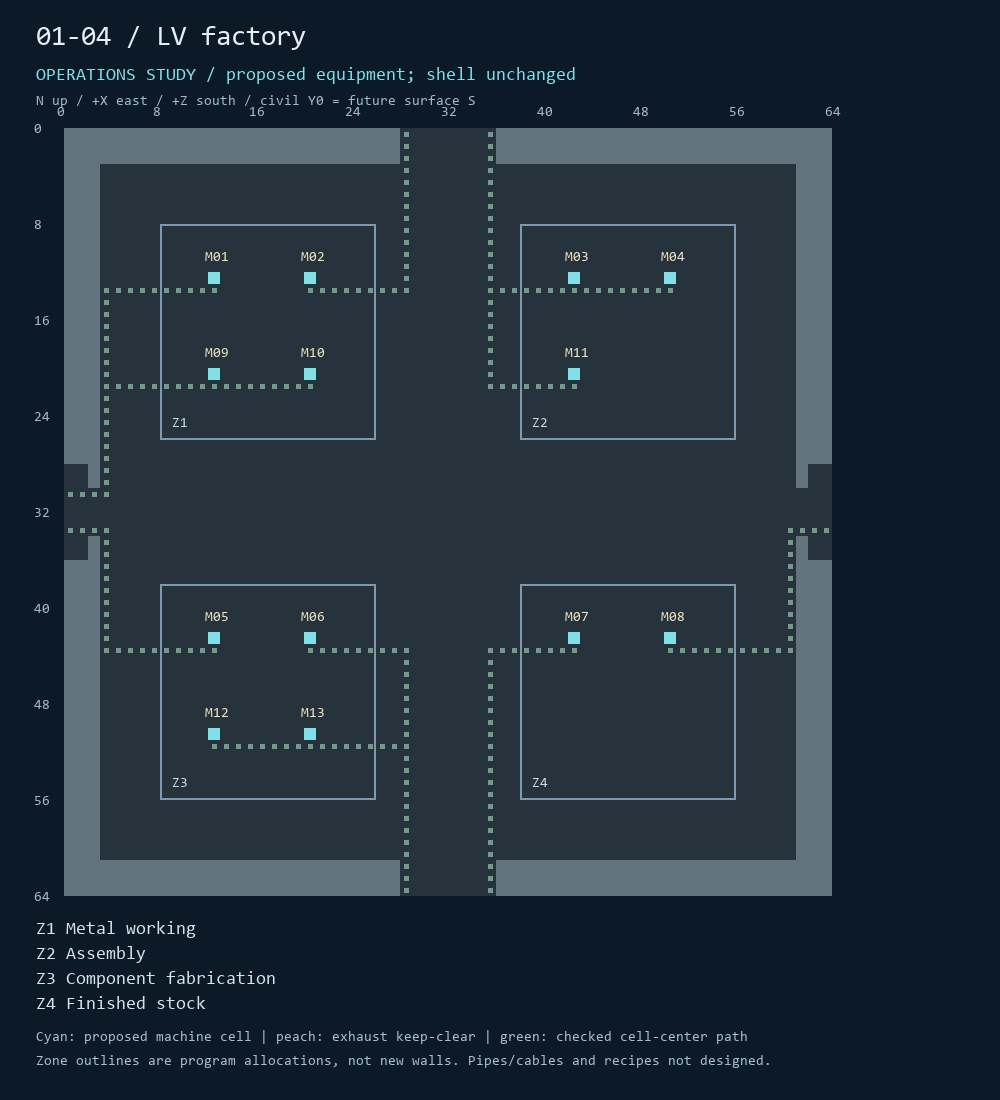 01-04 / LV factory
OPERATIONS STUDY / proposed equipment; shell unchanged
N up / +X east / +Z south / civil Y0 = future surface S
0 8 16 24 32 40 48 56 64
0
8
M01 M02 M03 M04
16
M09 M10 M11
24
Z1 Z2
32
40
M05 M06 M07 M08
48
M12 M13
Z3 Z4
56
64
Z1 Metal working
Z2 Assembly
Z3 Component fabrication
Z4 Finished stock
Cyan: proposed machine cell | peach: exhaust keep-clear | green: checked cell-center path
Zone outlines are program allocations, not new walls. Pipes/cables and recipes not designed.